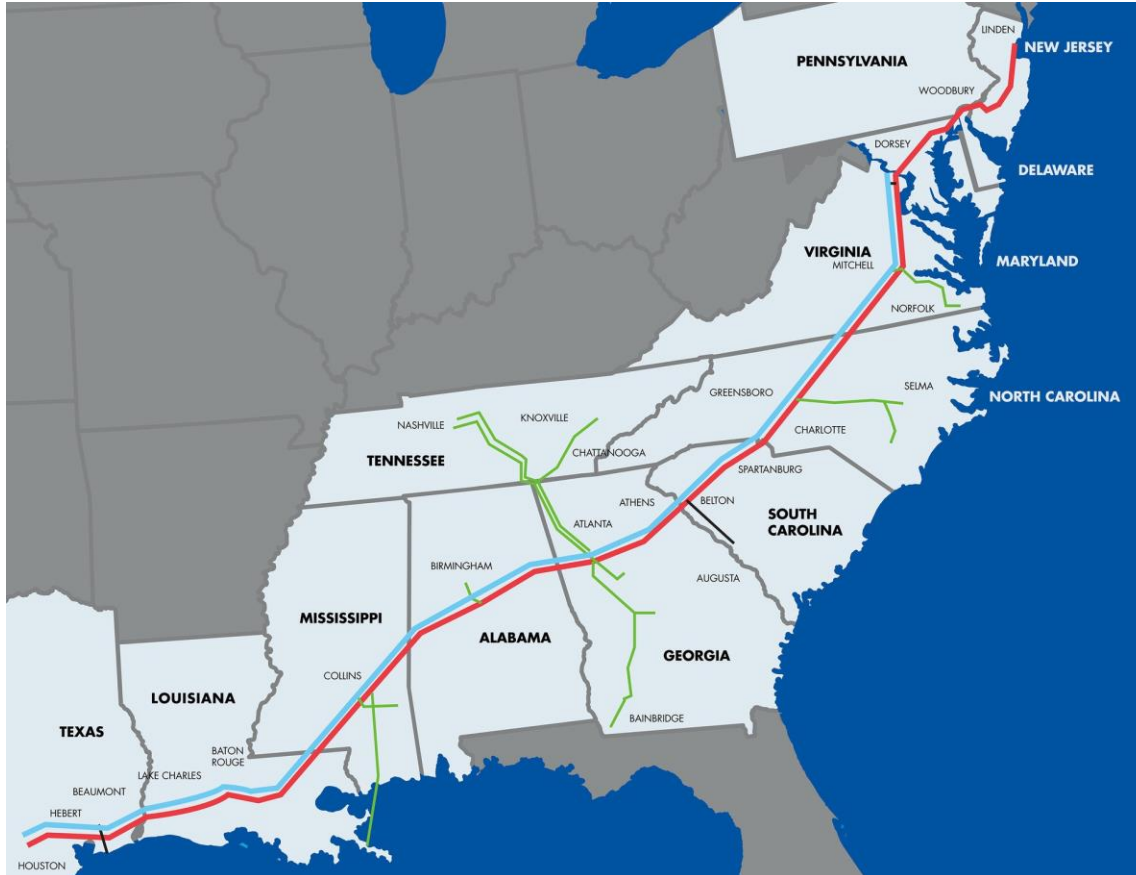 LINDEN
NEW JERSEY
PENNSYLVANIA
WOODBURY
DORSEY
DELAWARE
VIRGINIA
MITCHELL
MARYLAND
NORFOLK
GREENSBORO
SELMA
NORTH CAROLINA
NASHVILLE
KNOXVILLE
CHARLOTTE
CHATTANOOGA
TENNESSEE
SPARTANBURG
ATHENS
BELTON
SOUTH
CAROLINA
ATLANTA
BIRMINGHAM
AUGUSTA
MISSISSIPPI
ALABAMA
GEORGIA
COLLINS
LOUISIANA
BAINBRIDGE
TEXAS
BATON
ROUGE
LAKE CHARLES
BEAUMONT
HEBERT
HOUSTON